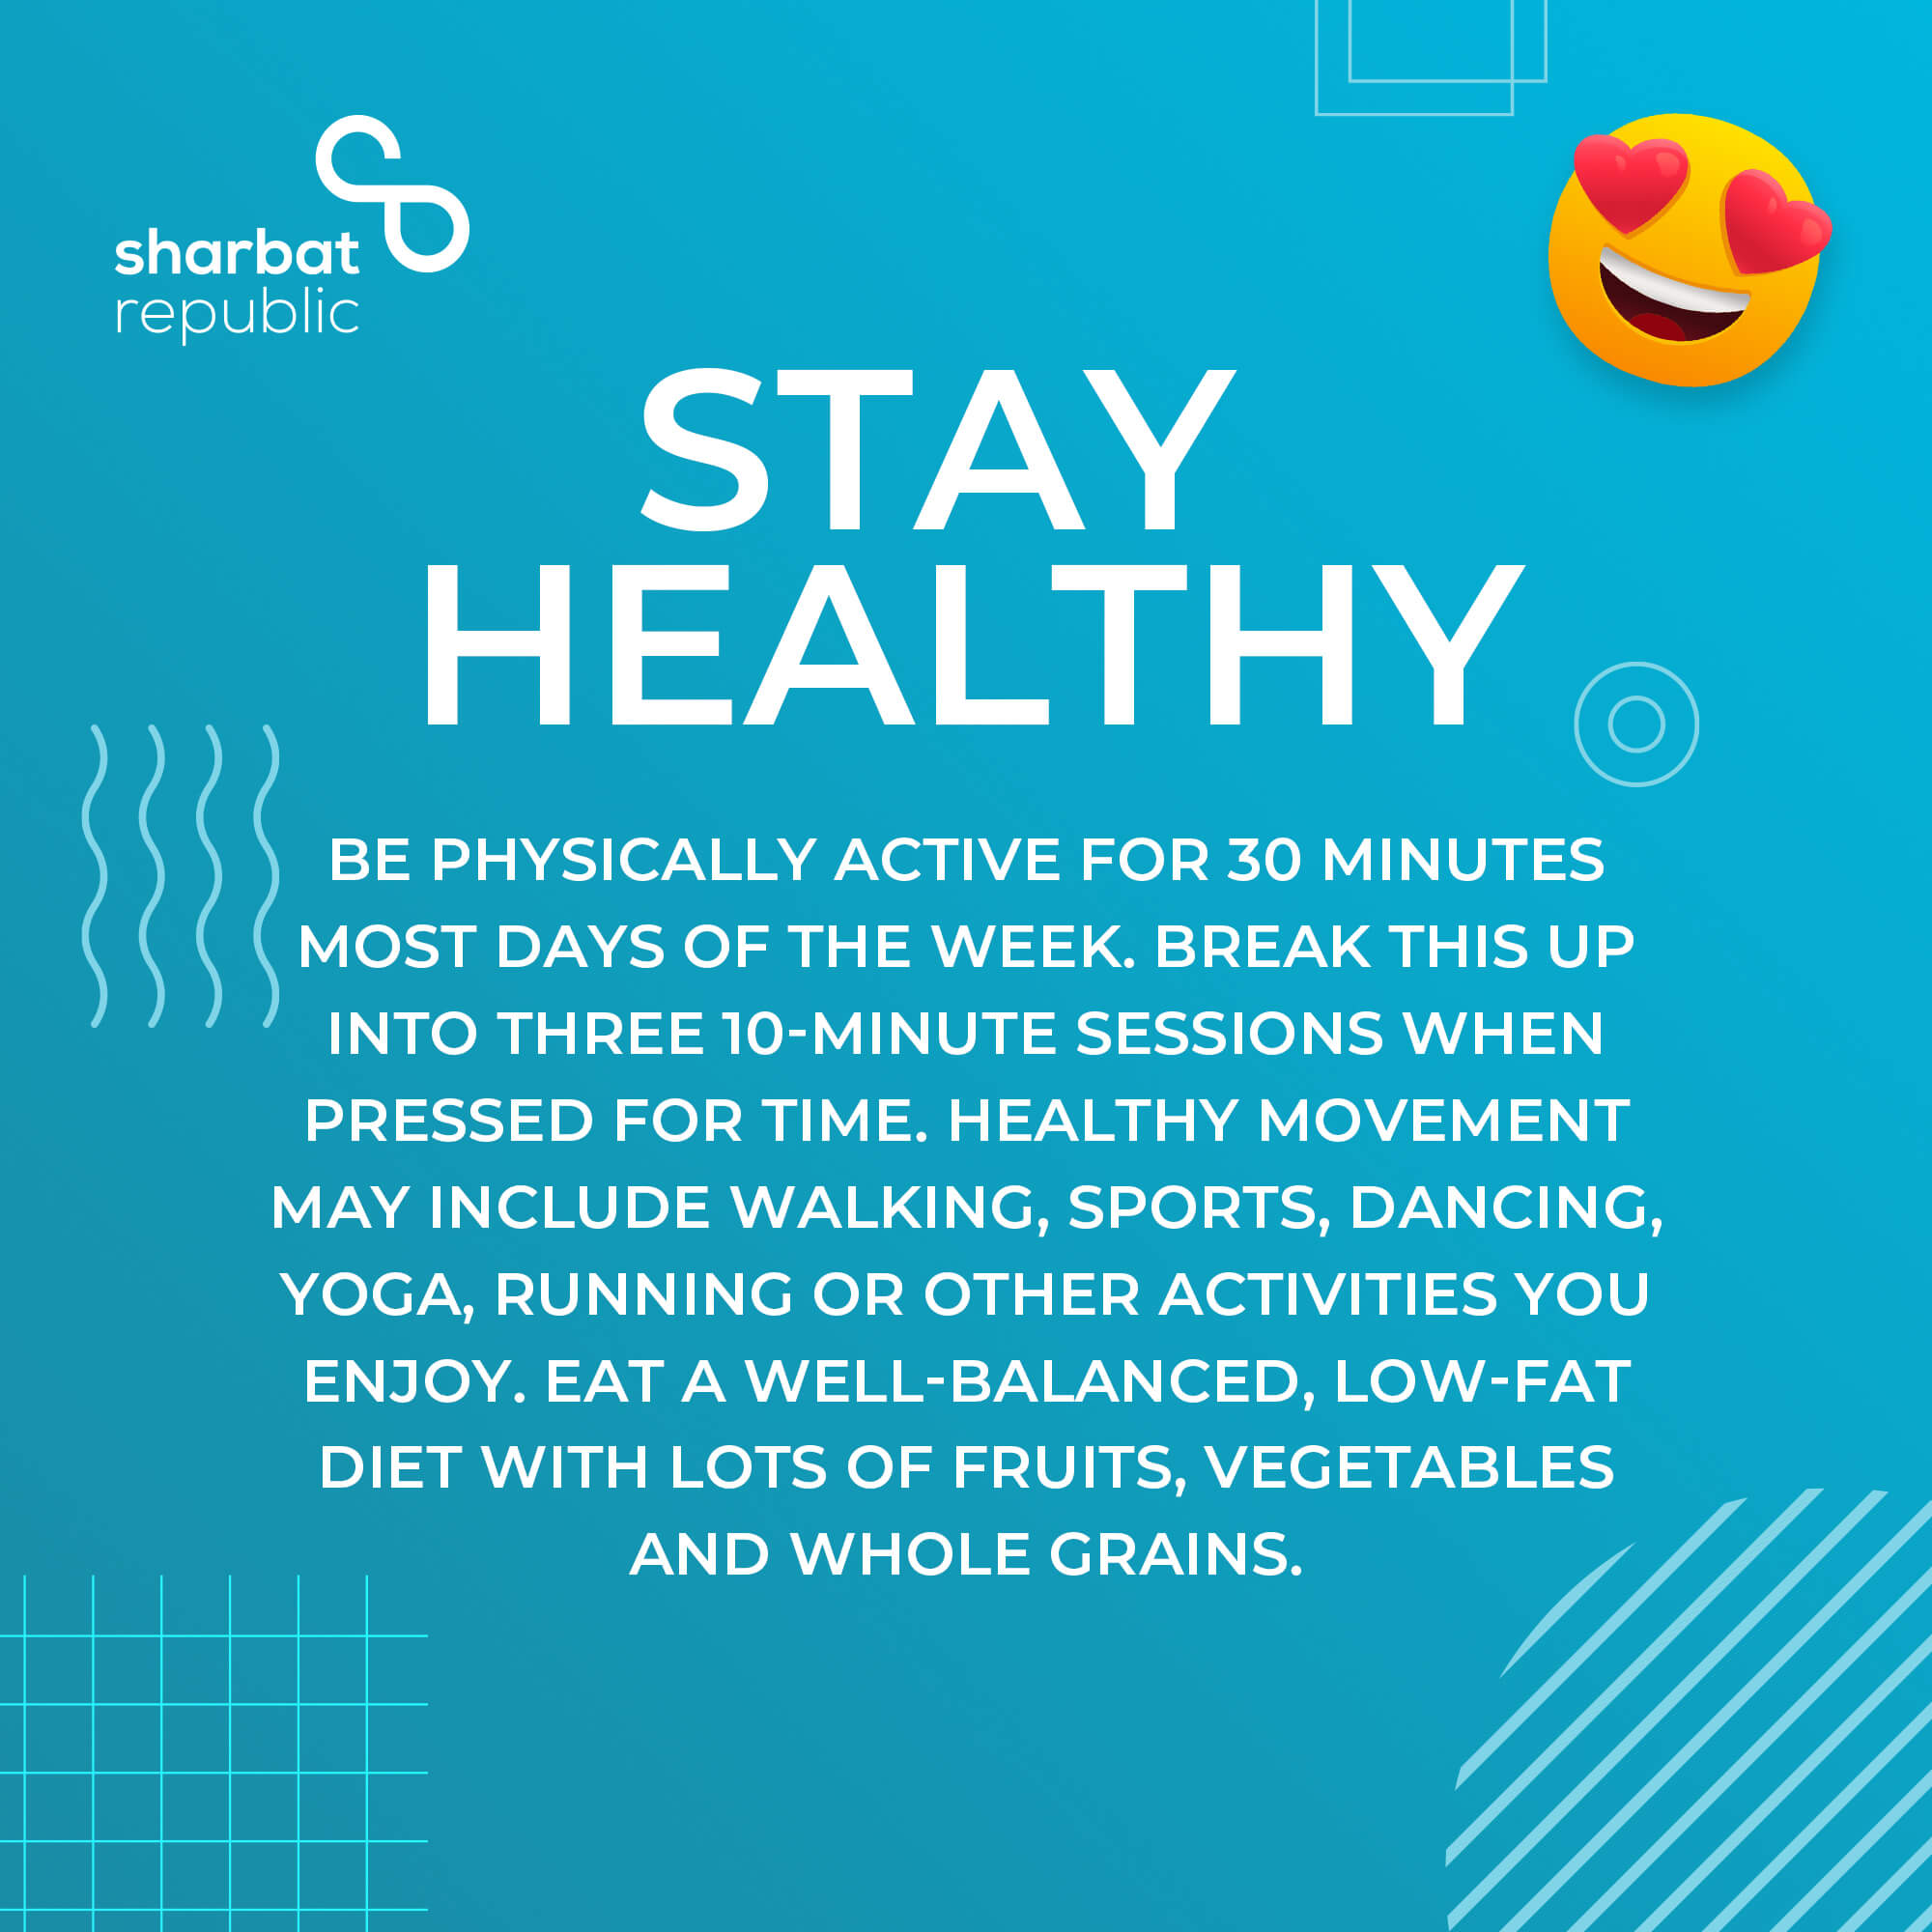 sharbat
republic
STAY
HEALTHY
BE PHYSICALLY ACTIVE FOR 30 MINUTES
MOST DAYS OF THE WEEK. BREAK THIS UP
INTO THREE 10-MINUTE SESSIONS WHEN
PRESSED FOR TIME. HEALTHY MOVEMENT
MAY INCLUDE WALKING, SPORTS, DANCING,
YOGA, RUNNING OR OTHER ACTIVITIES YOU
ENJOY. EAT A WELL-BALANCED, LOW-FAT
DIET WITH LOTS OF FRUITS, VEGETABLES
AND WHOLE GRAINS.